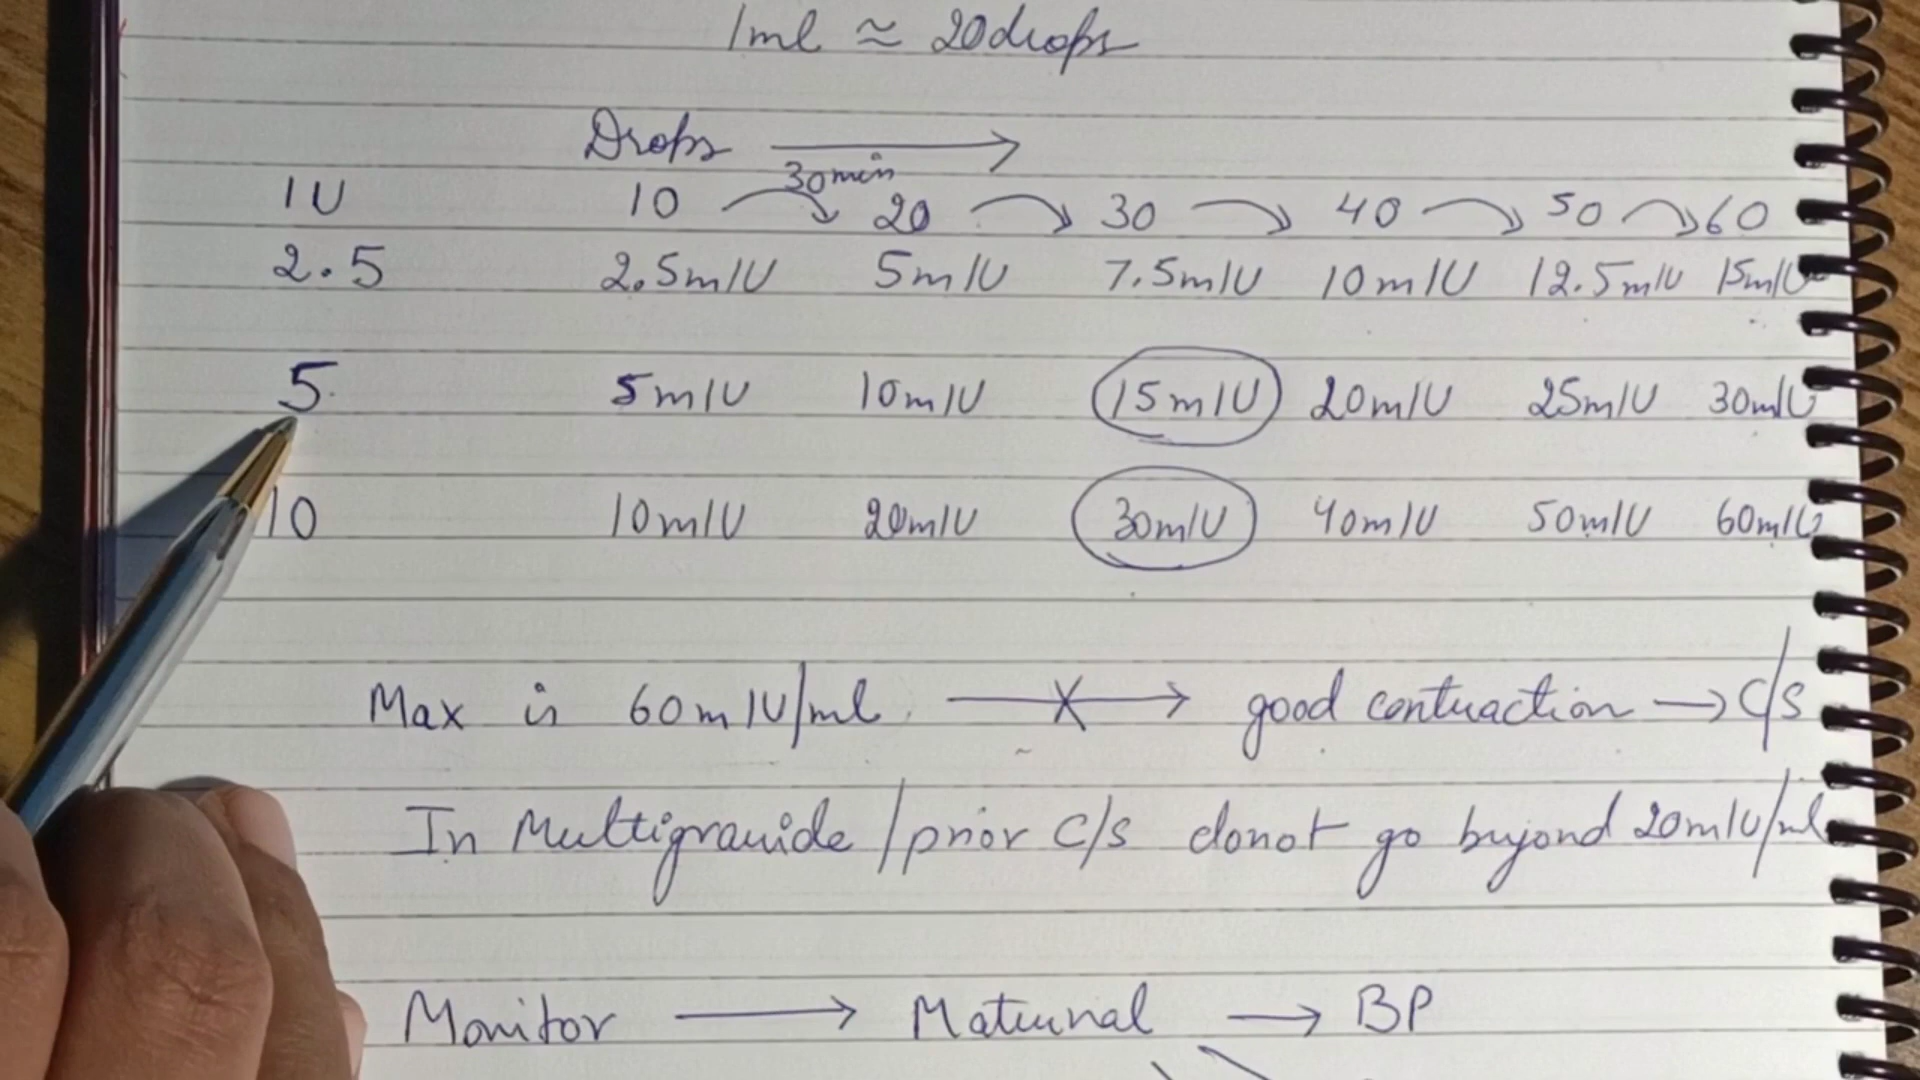 1ml ≈ 20drops
Drops →
30min
IU 10 20 30 40 50 60
2.5 2.5mIU 5mIU 7.5mIU 10mIU 12.5mIU 15mIU
5 5mIU 10mIU 15mIU 20mIU 25mIU 30mIU
10 10mIU 20mIU 30mIU 40mIU 50mIU 60mIU
Max is 60mIU/ml. → good contraction → C/S
In Multigravide / prior C/S donot go beyond 20mIU/ml
Monitor → Maternal → BP